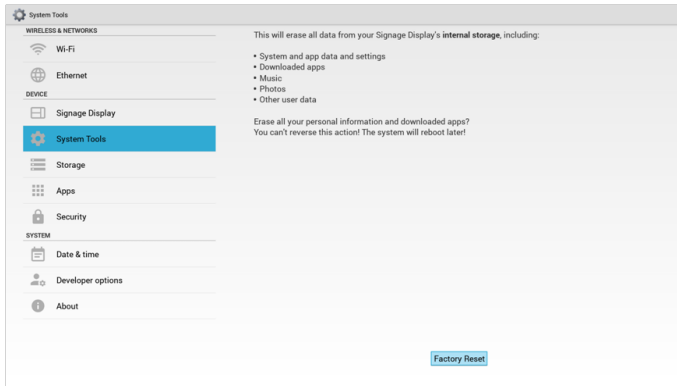 System Tools
WIRELESS & NETWORKS
Wi-Fi
Ethernet
DEVICE
Signage Display
System Tools
Storage
Apps
Security
SYSTEM
Date & time
Developer options
About
This will erase all data from your Signage Display's internal storage, including:
• System and app data and settings
• Downloaded apps
• Music
• Photos
• Other user data
Erase all your personal information and downloaded apps?
You can't reverse this action! The system will reboot later!
Factory Reset